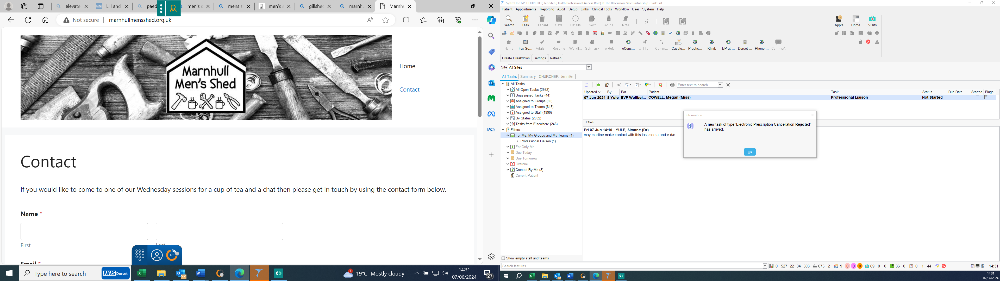 elevate
LH and
paed
men's s
mens s
men's
gillshed
marnhu
Marnhu
Not secure
marnhullmensshed.org.uk
Marnhull
Men's Shed
Home
Contact
Contact
If you would like to come to one of our Wednesday sessions for a cup of tea and a chat then please get in touch by using the contact form below.
Name *
First
Last
Email *
JC
NHS
Type here to search
NHS Dorset
1
19°C Mostly cloudy
14:31
07/06/2024
27
SystmOne GP: CHURCHER, Jennifer (Health Professional Access Role) at The Blackmore Vale Partnership - Task List
Patient Appointments Reporting Audit Setup Links Clinical Tools Workflow User System Help
Search Task Discard Save Details Next Acute Note BP
Appts Home Visits
BP URL
Home Fav Sc... Vitals ... Resume Workfl... Sch Task e-Refer... eCons... UTI Te... Comm... Caselo... Practic... Klinik BP at ... Dorset ... Phone ... CommsA
Create Breakdown Settings Refresh
Site All Sites
All Tasks Summary CHURCHER, Jennifer
All Tasks
All Open Tasks (2932)
Unassigned Tasks (44)
Assigned to Groups (80)
Assigned to Teams (818)
Assigned to Staff (1990)
By Status (2932)
Tasks from Elsewhere (246)
Filters
For Me, My Groups and My Teams (1)
Professional Liaison (1)
For Only Me
Due Today
Due Tomorrow
Overdue
Created By Me (3)
Current Patient
Show empty staff and teams
Enter text to search
Updated By For Patient Task Status Due Date Started Flags
07 Jun 2024 S Yule BVP Wellbei... COWELL, Megan (Miss) Professional Liaison Not Started
1 Task
Fri 07 Jun 14:19 - YULE, Simone (Dr)
may martine make contact with this lass see a and e d/c
Information
A new task of type 'Electronic Prescription Cancellation Rejected'
has arrived.
Ok
Search features
0 527 22 34 583 675 2 9 0 0 0 69 0 0 36 0 0 1 44
14:31
14:31
07/06/2024